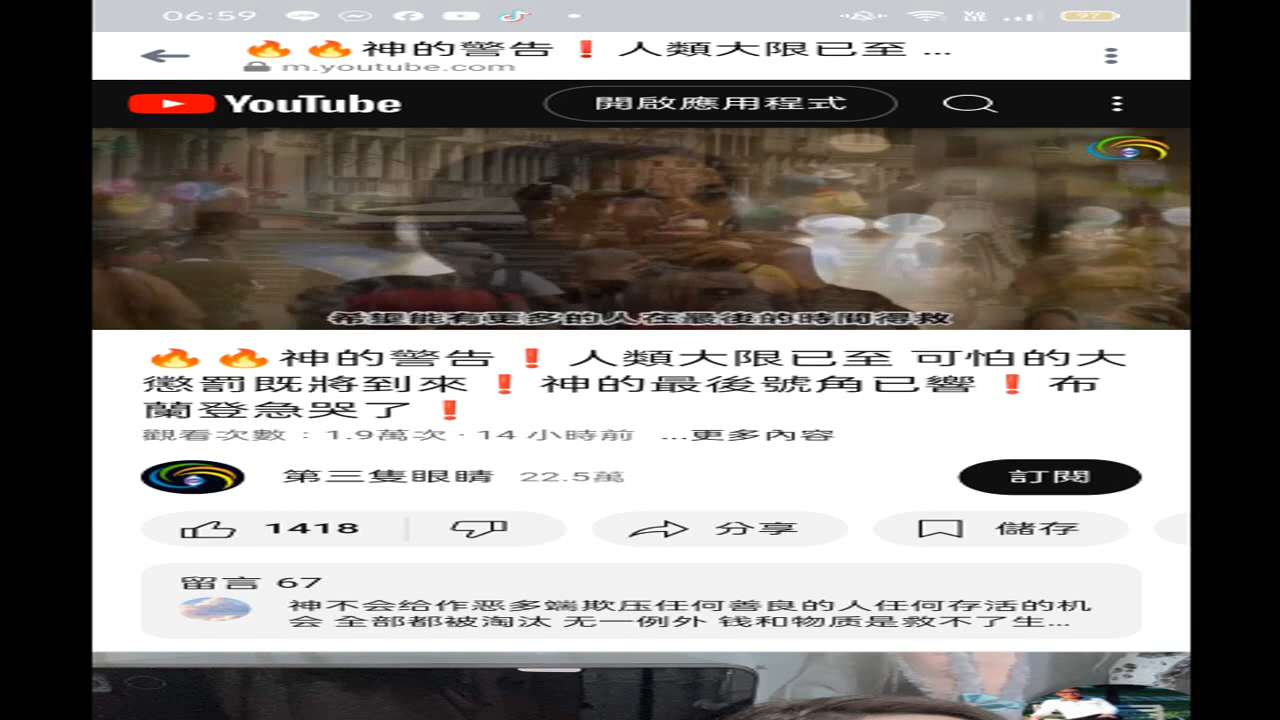 06:59
97
🔥🔥神的警告❗人類大限已至 ...
m.youtube.com
YouTube
開啟應用程式
希望能有更多的人在最後的時間得救
🔥🔥神的警告❗人類大限已至 可怕的大
懲罰既將到來❗神的最後號角已響❗布
蘭登急哭了❗
觀看次數：1.9萬次 · 14 小時前 ...更多內容
第三隻眼睛 22.5萬
訂閱
1418
分享
儲存
留言 67
神不会给作恶多端欺压任何善良的人任何存活的机
会 全部都被淘汰 无一例外 钱和物质是救不了生...